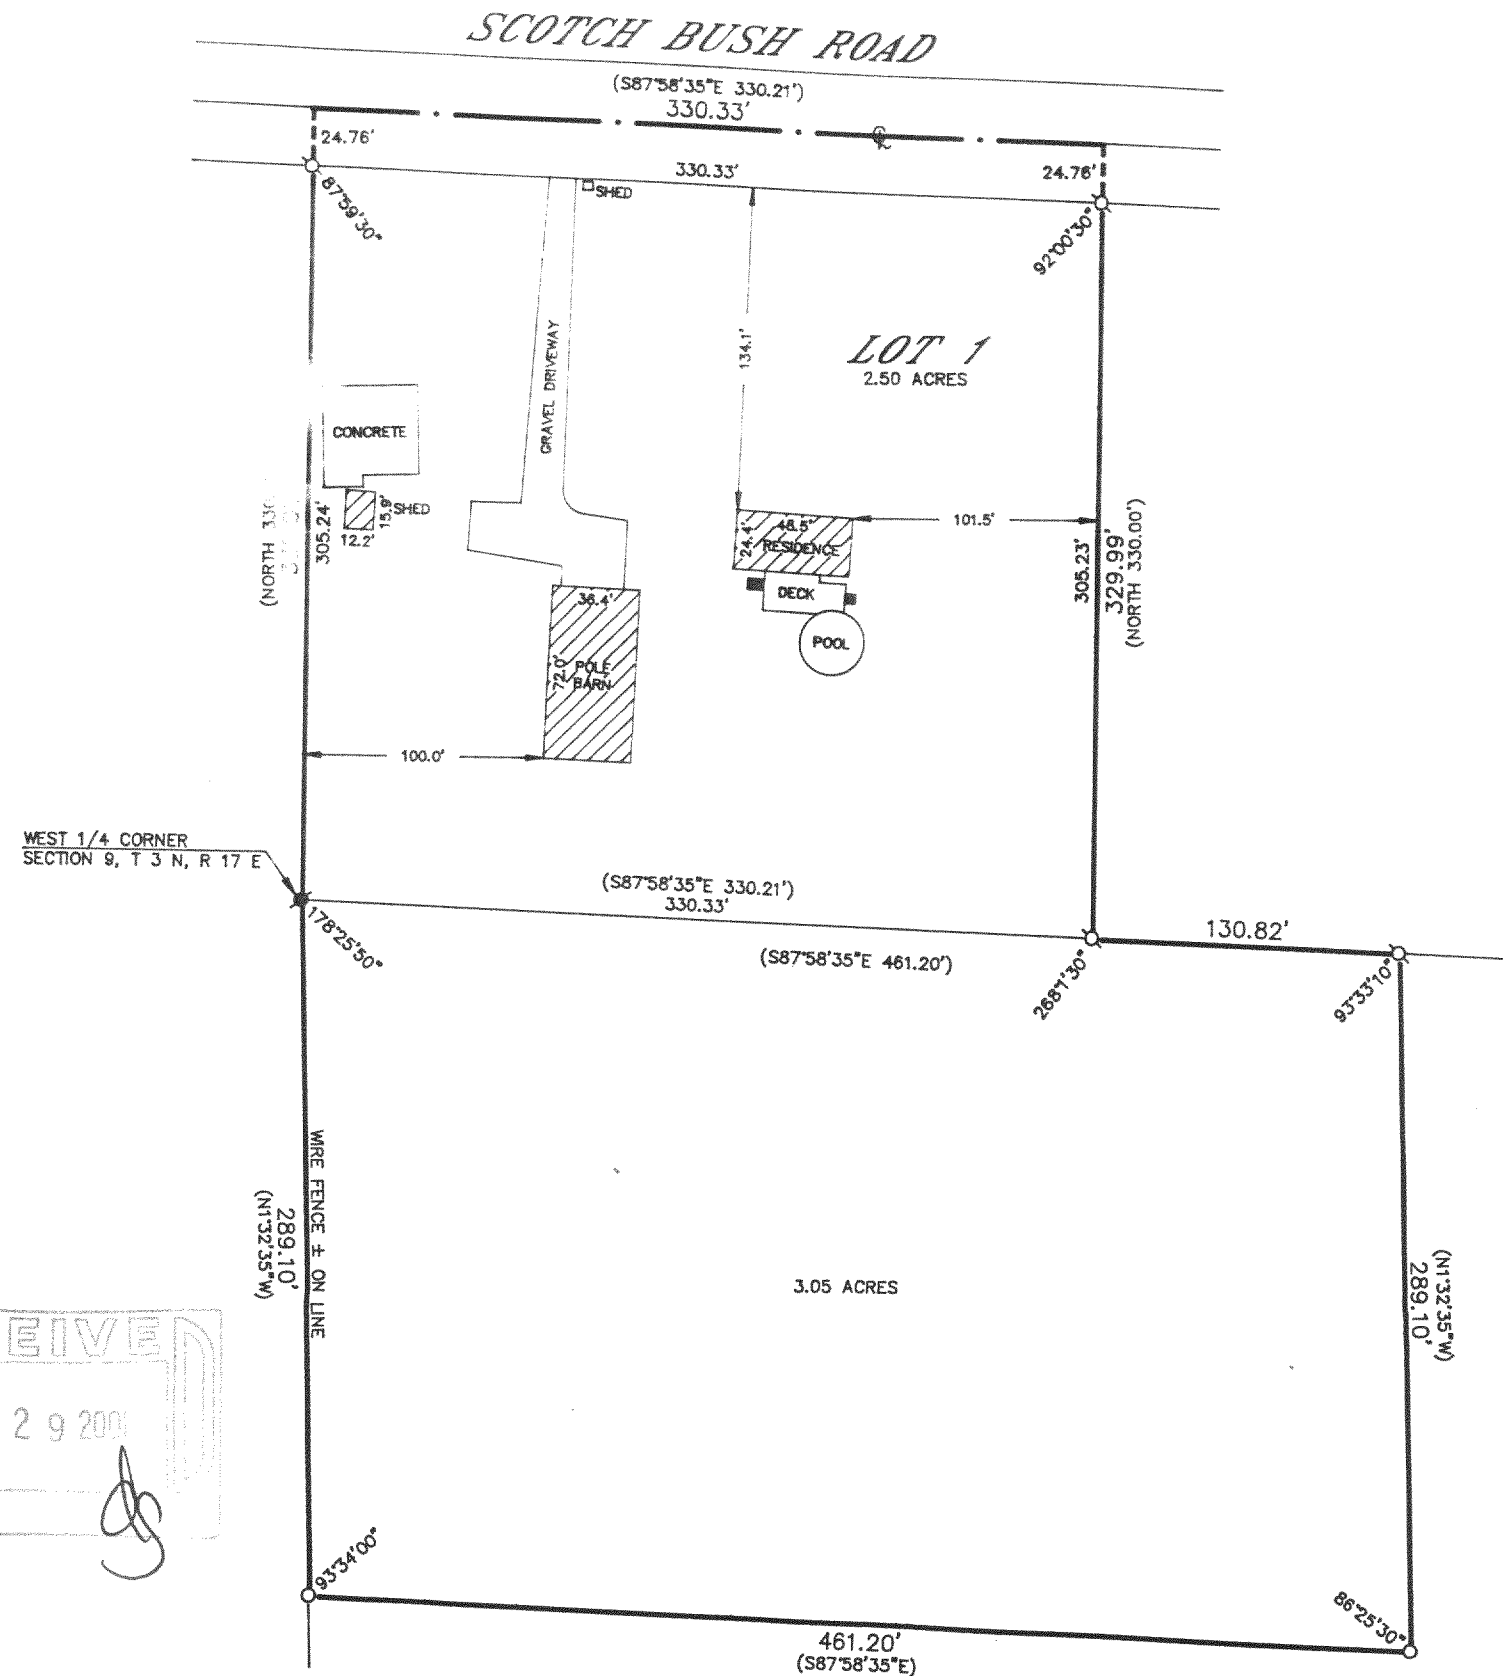 SCOTCH BUSH ROAD
(S87°58'35"E 330.21')
330.33'
24.76'
330.33'
24.76'
SHED
87°59'30"
92°00'30"
134.1'
GRAVEL DRIVEWAY
LOT 1
2.50 ACRES
CONCRETE
(NORTH 330
305.24'
15.9'
SHED
12.2'
48.5'
24.4'
RESIDENCE
101.5'
305.23'
329.99'
(NORTH 330.00')
DECK
POOL
36.4'
72.0'
POLE
BARN
100.0'
WEST 1/4 CORNER
SECTION 9, T 3 N, R 17 E
(S87°58'35"E 330.21')
330.33'
178°25'50"
130.82'
(S87°58'35"E 461.20')
268°1'30"
93°33'10"
WIRE FENCE ± ON LINE
289.10'
(N1°32'35"W)
3.05 ACRES
(N1°32'35"W)
289.10'
EIVED
2 9 200
93°34'00"
86°25'30"
461.20'
(S87°58'35"E)